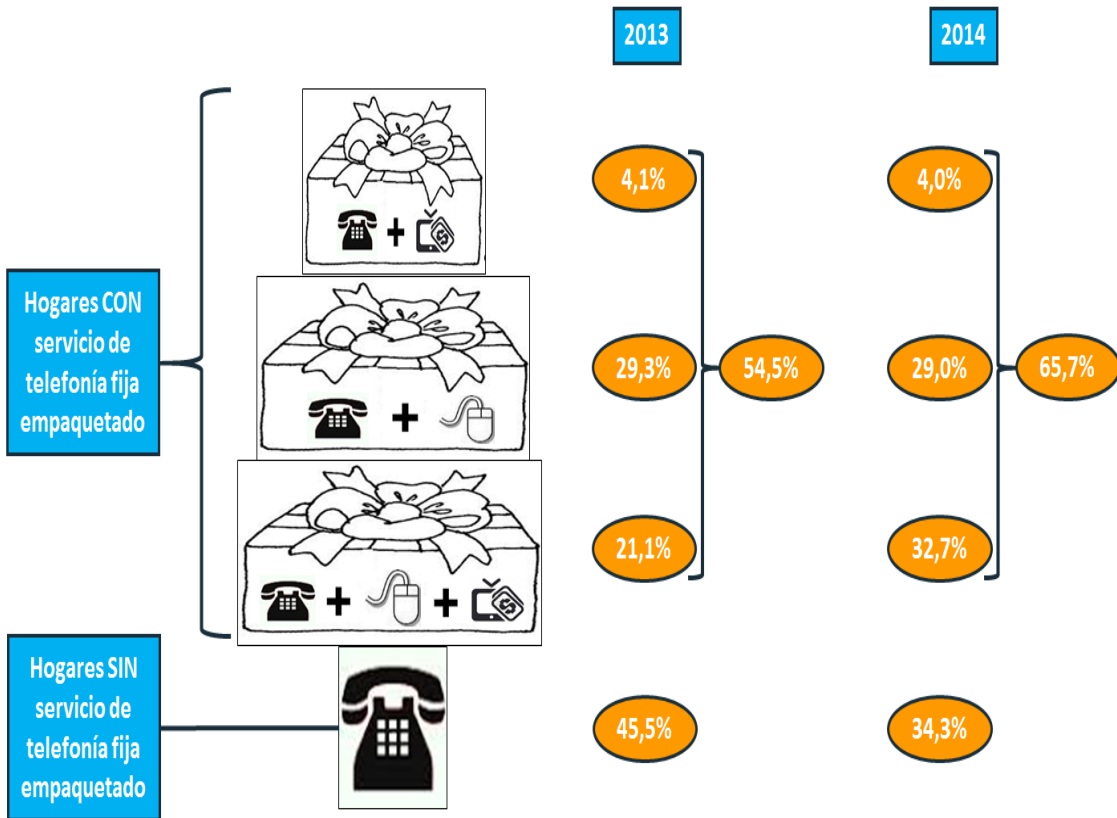 2013
2014
4,1%
4,0%
Hogares CON
servicio de
telefonía fija
empaquetado
+
29,3%
54,5%
29,0%
65,7%
+
21,1%
32,7%
+ +
Hogares SIN
servicio de
telefonía fija
empaquetado
45,5%
34,3%